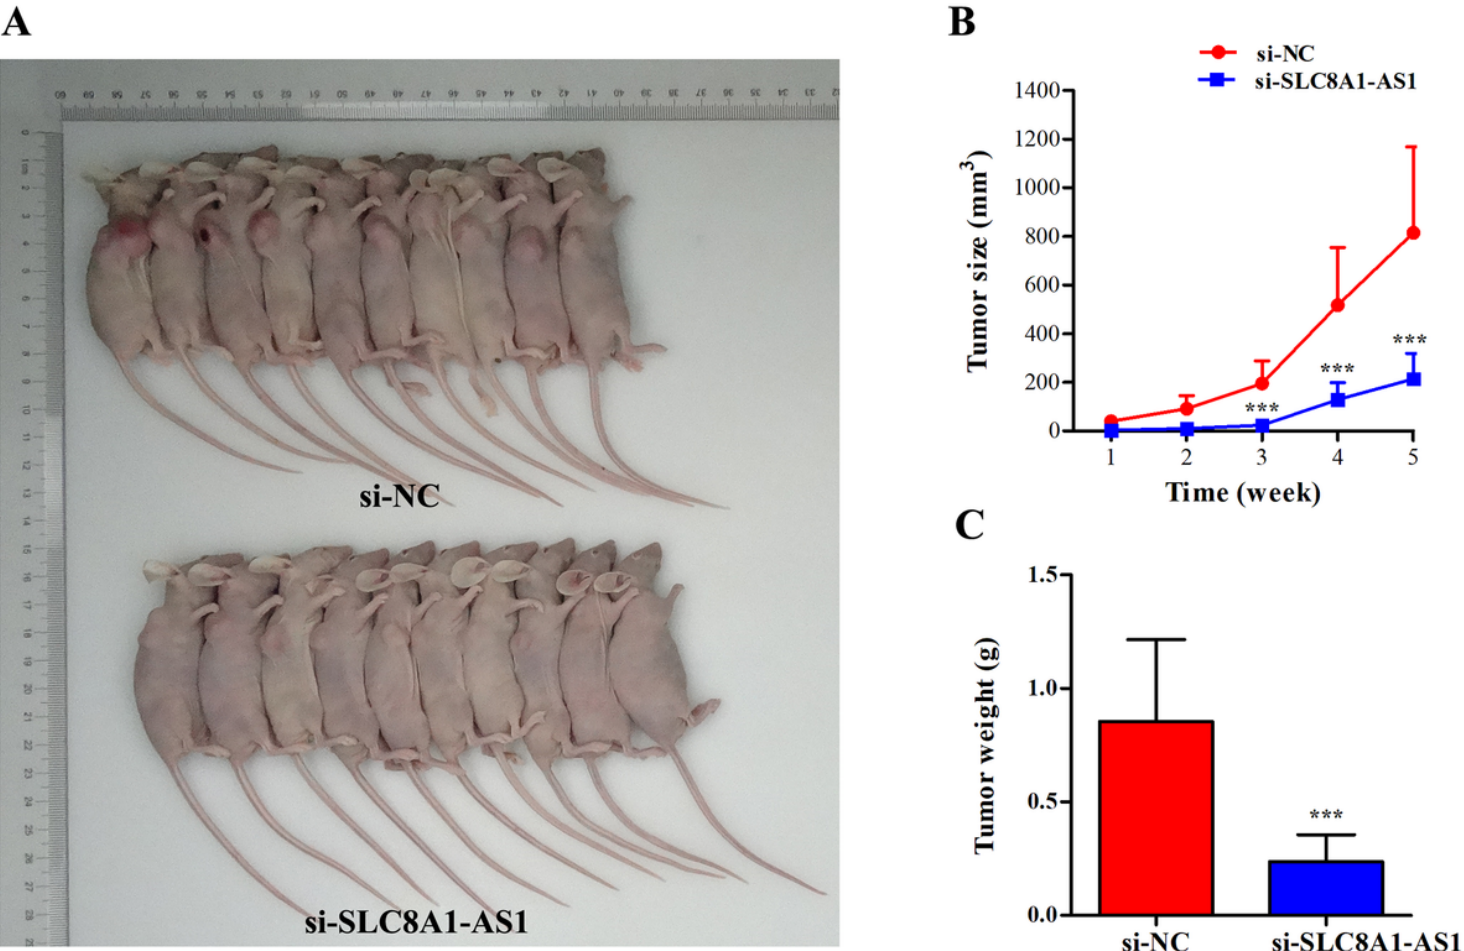 A
si-NC
si-SLC8A1-AS1
B
si-NC
si-SLC8A1-AS1
Tumor size (mm³)
1400
1200
1000
800
600
400
200
0
***
***
***
1 2 3 4 5
Time (week)
C
Tumor weight (g)
1.5
1.0
0.5
0.0
***
si-NC si-SLC8A1-AS1